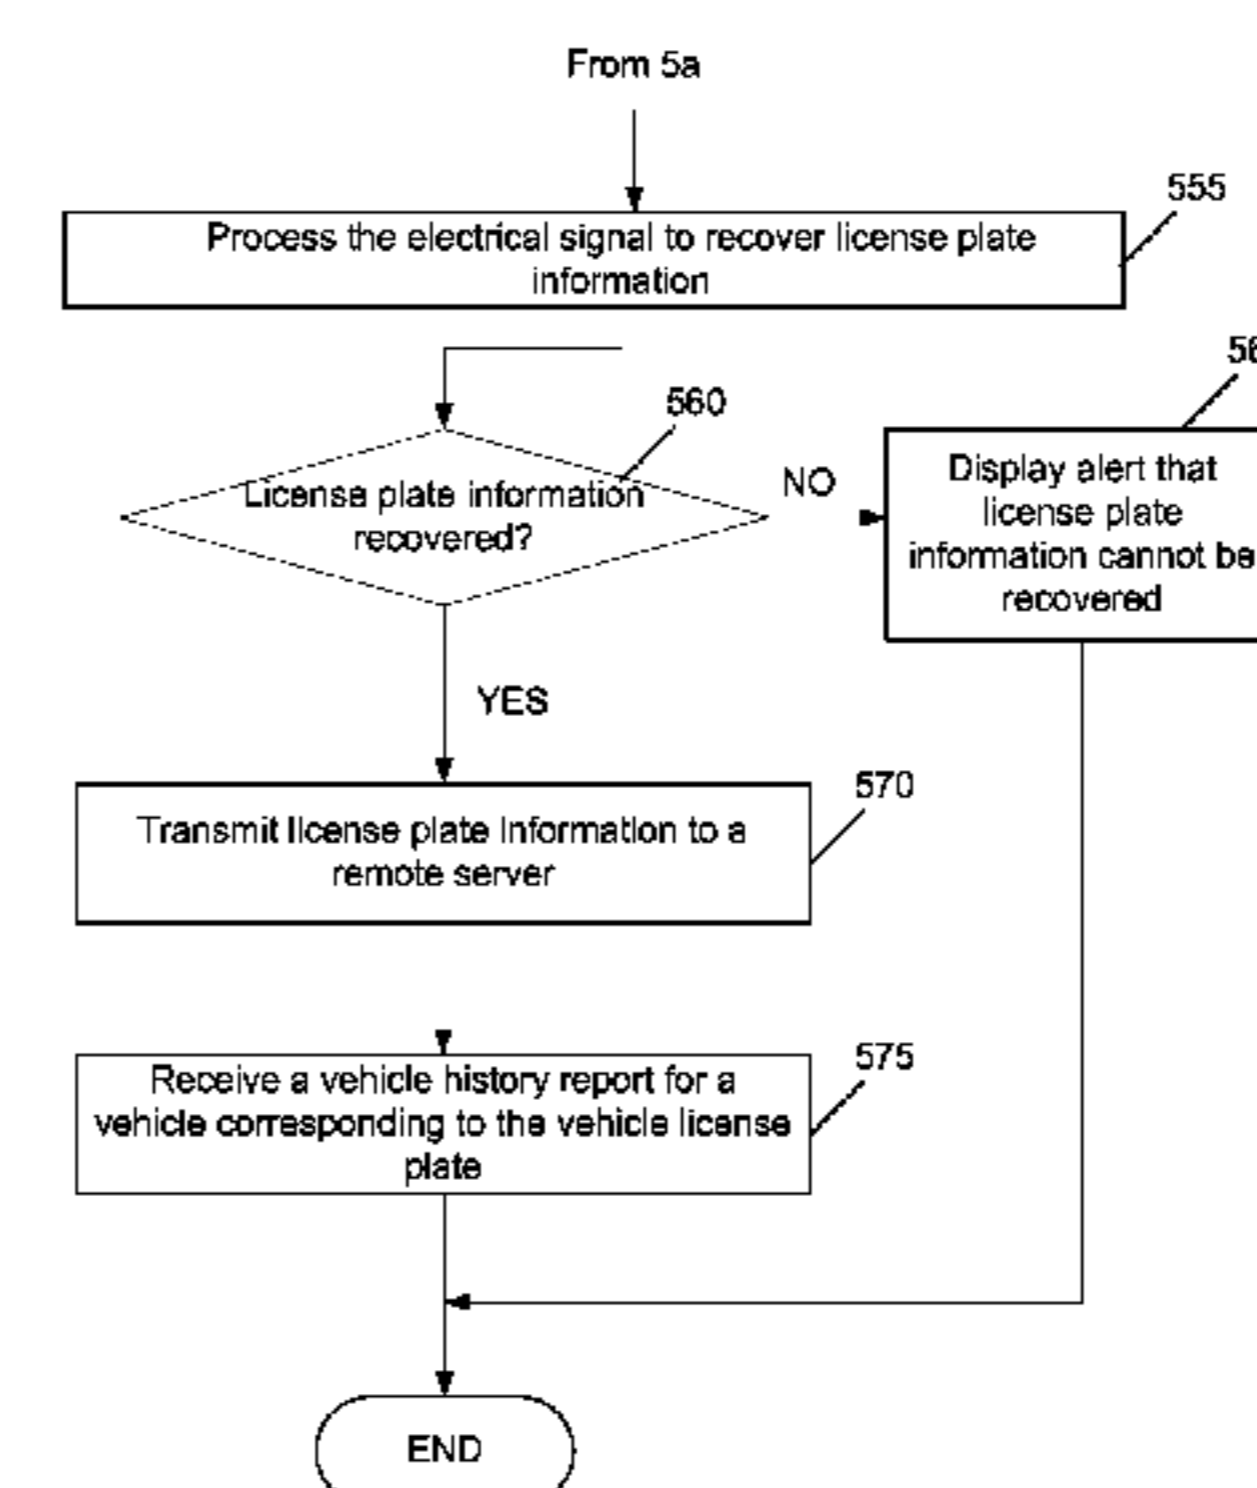 From 5a
555
Process the electrical signal to recover license plate
information
560
License plate information
recovered?
NO
Display alert that
license plate
information cannot be
recovered
YES
570
Transmit license plate information to a
remote server
575
Receive a vehicle history report for a
vehicle corresponding to the vehicle license
plate
END